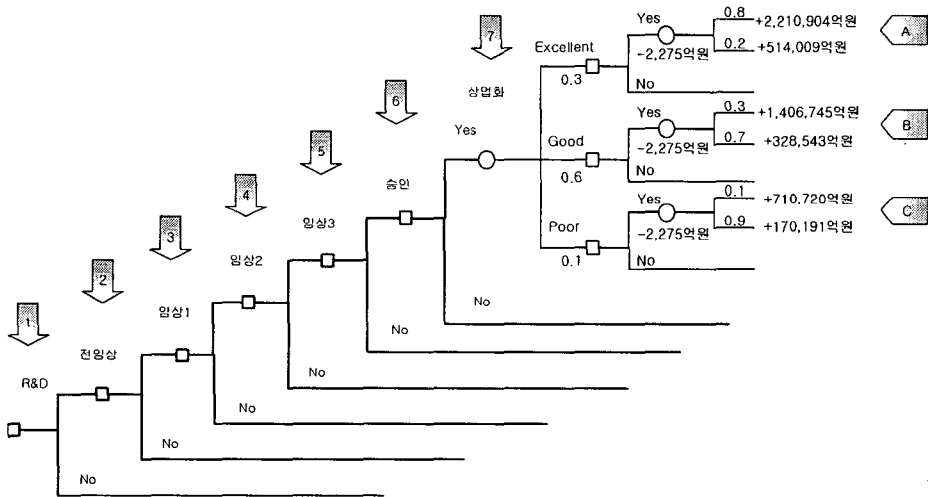 7
Yes
0.8
+2,210,904억원
A
Excellent
-2,275억원
0.2
+514,009억원
0.3
No
6
상업화
Yes
0.3
+1,406,745억원
B
5
Yes
Good
-2,275억원
0.7
+328,543억원
0.6
No
4
승인
Yes
0.1
+710.720억원
C
3
임상3
Poor
-2,275억원
0.9
+170,191억원
0.1
No
2
임상2
No
1
임상1
No
전임상
No
R&D
No
No
No